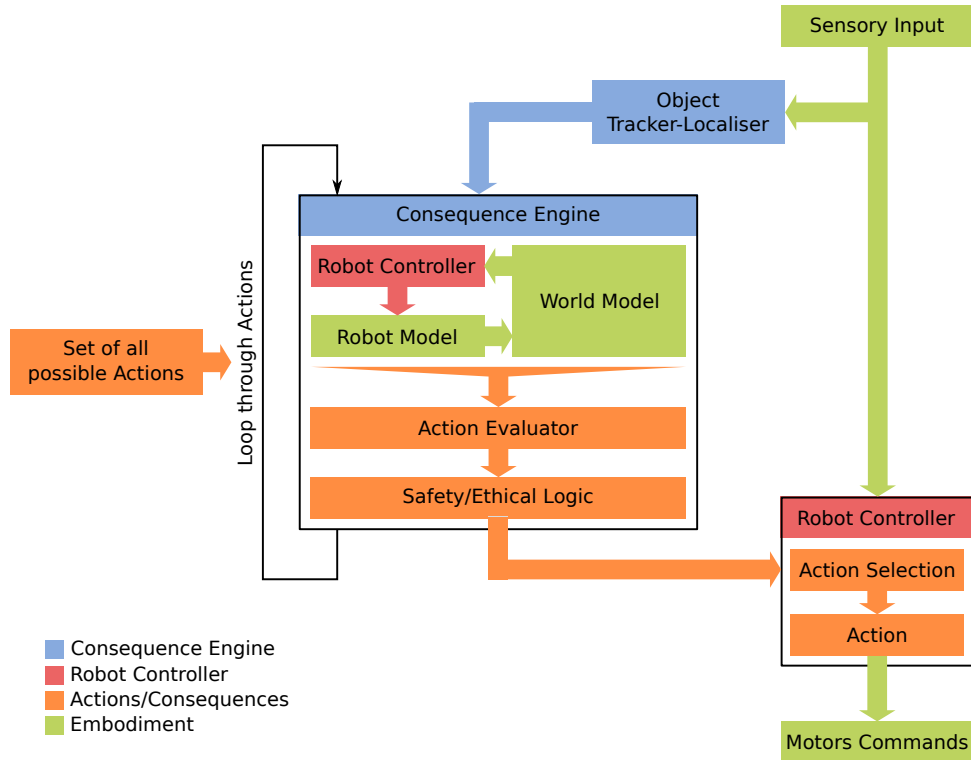 Sensory Input
Object
Tracker-Localiser
Consequence Engine
Robot Controller
World Model
Robot Model
Set of all
possible Actions
Loop through Actions
Action Evaluator
Safety/Ethical Logic
Robot Controller
Action Selection
Action
Motors Commands
Consequence Engine
Robot Controller
Actions/Consequences
Embodiment